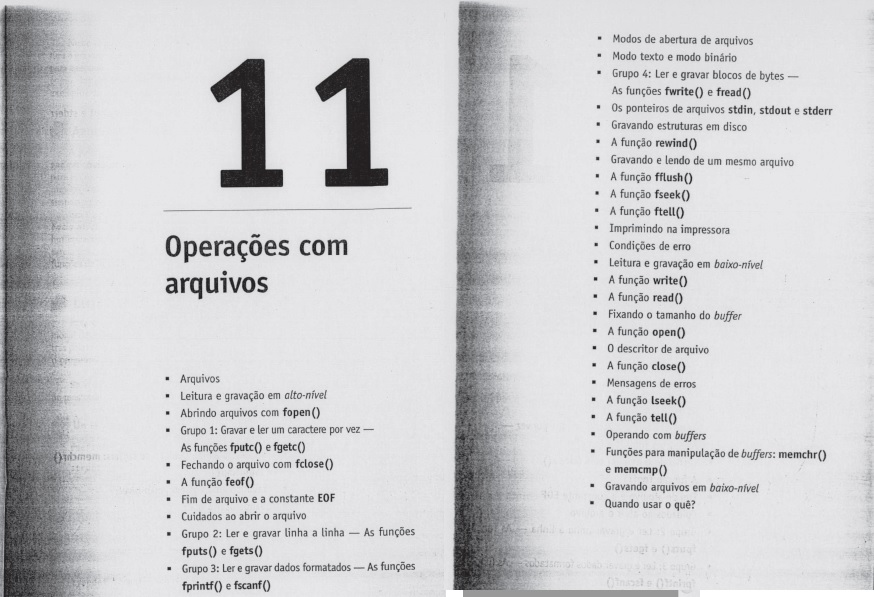 11
Operações com
arquivos
▪ Arquivos
▪ Leitura e gravação em alto-nível
▪ Abrindo arquivos com fopen()
▪ Grupo 1: Gravar e ler um caractere por vez —
As funções fputc() e fgetc()
▪ Fechando o arquivo com fclose()
▪ A função feof()
▪ Fim de arquivo e a constante EOF
▪ Cuidados ao abrir o arquivo
▪ Grupo 2: Ler e gravar linha a linha — As funções
fputs() e fgets()
▪ Grupo 3: Ler e gravar dados formatados — As funções
fprintf() e fscanf()
▪ Modos de abertura de arquivos
▪ Modo texto e modo binário
▪ Grupo 4: Ler e gravar blocos de bytes —
As funções fwrite() e fread()
▪ Os ponteiros de arquivos stdin, stdout e stderr
▪ Gravando estruturas em disco
▪ A função rewind()
▪ Gravando e lendo de um mesmo arquivo
▪ A função fflush()
▪ A função fseek()
▪ A função ftell()
▪ Imprimindo na impressora
▪ Condições de erro
▪ Leitura e gravação em baixo-nível
▪ A função write()
▪ A função read()
▪ Fixando o tamanho do buffer
▪ A função open()
▪ O descritor de arquivo
▪ A função close()
▪ Mensagens de erros
▪ A função lseek()
▪ A função tell()
▪ Operando com buffers
▪ Funções para manipulação de buffers: memchr()
e memcmp()
▪ Gravando arquivos em baixo-nível
▪ Quando usar o quê?